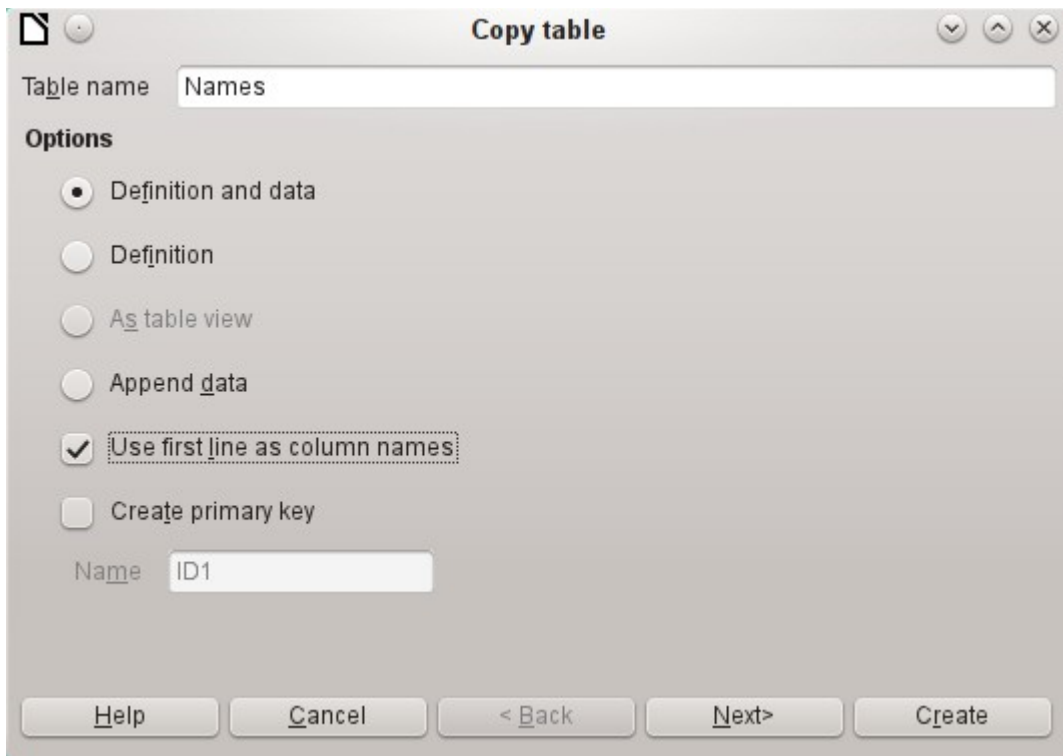 Copy table
Table name Names
Options
Definition and data
Definition
As table view
Append data
Use first line as column names
Create primary key
Name ID1
Help Cancel < Back Next> Create